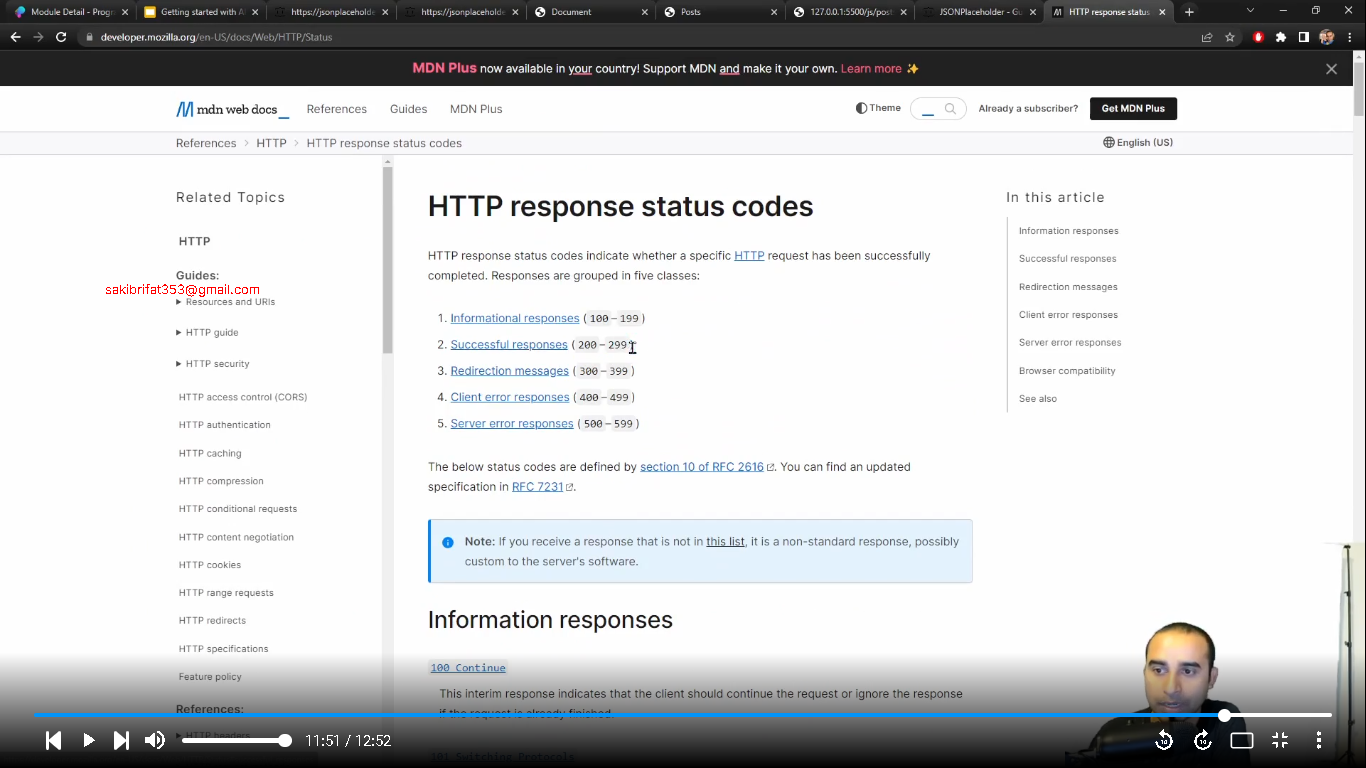 Module Detail - Progr
Getting started with A
https://jsonplaceholde
https://jsonplaceholde
Document
Posts
127.0.0.1:5500/js/post
JSONPlaceholder - Gu
HTTP response status
developer.mozilla.org/en-US/docs/Web/HTTP/Status
MDN Plus now available in your country! Support MDN and make it your own. Learn more ✨
mdn web docs_
References
Guides
MDN Plus
Theme
Already a subscriber?
Get MDN Plus
References > HTTP > HTTP response status codes
English (US)
Related Topics
HTTP
Guides:
sakibrifat353@gmail.com
Resources and URIs
HTTP guide
HTTP security
HTTP access control (CORS)
HTTP authentication
HTTP caching
HTTP compression
HTTP conditional requests
HTTP content negotiation
HTTP cookies
HTTP range requests
HTTP redirects
HTTP specifications
Feature policy
References:
HTTP headers
HTTP response status codes
HTTP response status codes indicate whether a specific HTTP request has been successfully
completed. Responses are grouped in five classes:
1. Informational responses (100–199)
2. Successful responses (200–299)
3. Redirection messages (300–399)
4. Client error responses (400–499)
5. Server error responses (500–599)
The below status codes are defined by section 10 of RFC 2616. You can find an updated
specification in RFC 7231.
Note: If you receive a response that is not in this list, it is a non-standard response, possibly
custom to the server's software.
Information responses
100 Continue
This interim response indicates that the client should continue the request or ignore the response
if the request is already finished.
101 Switching Protocols
In this article
Information responses
Successful responses
Redirection messages
Client error responses
Server error responses
Browser compatibility
See also
11:51 / 12:52
10
10